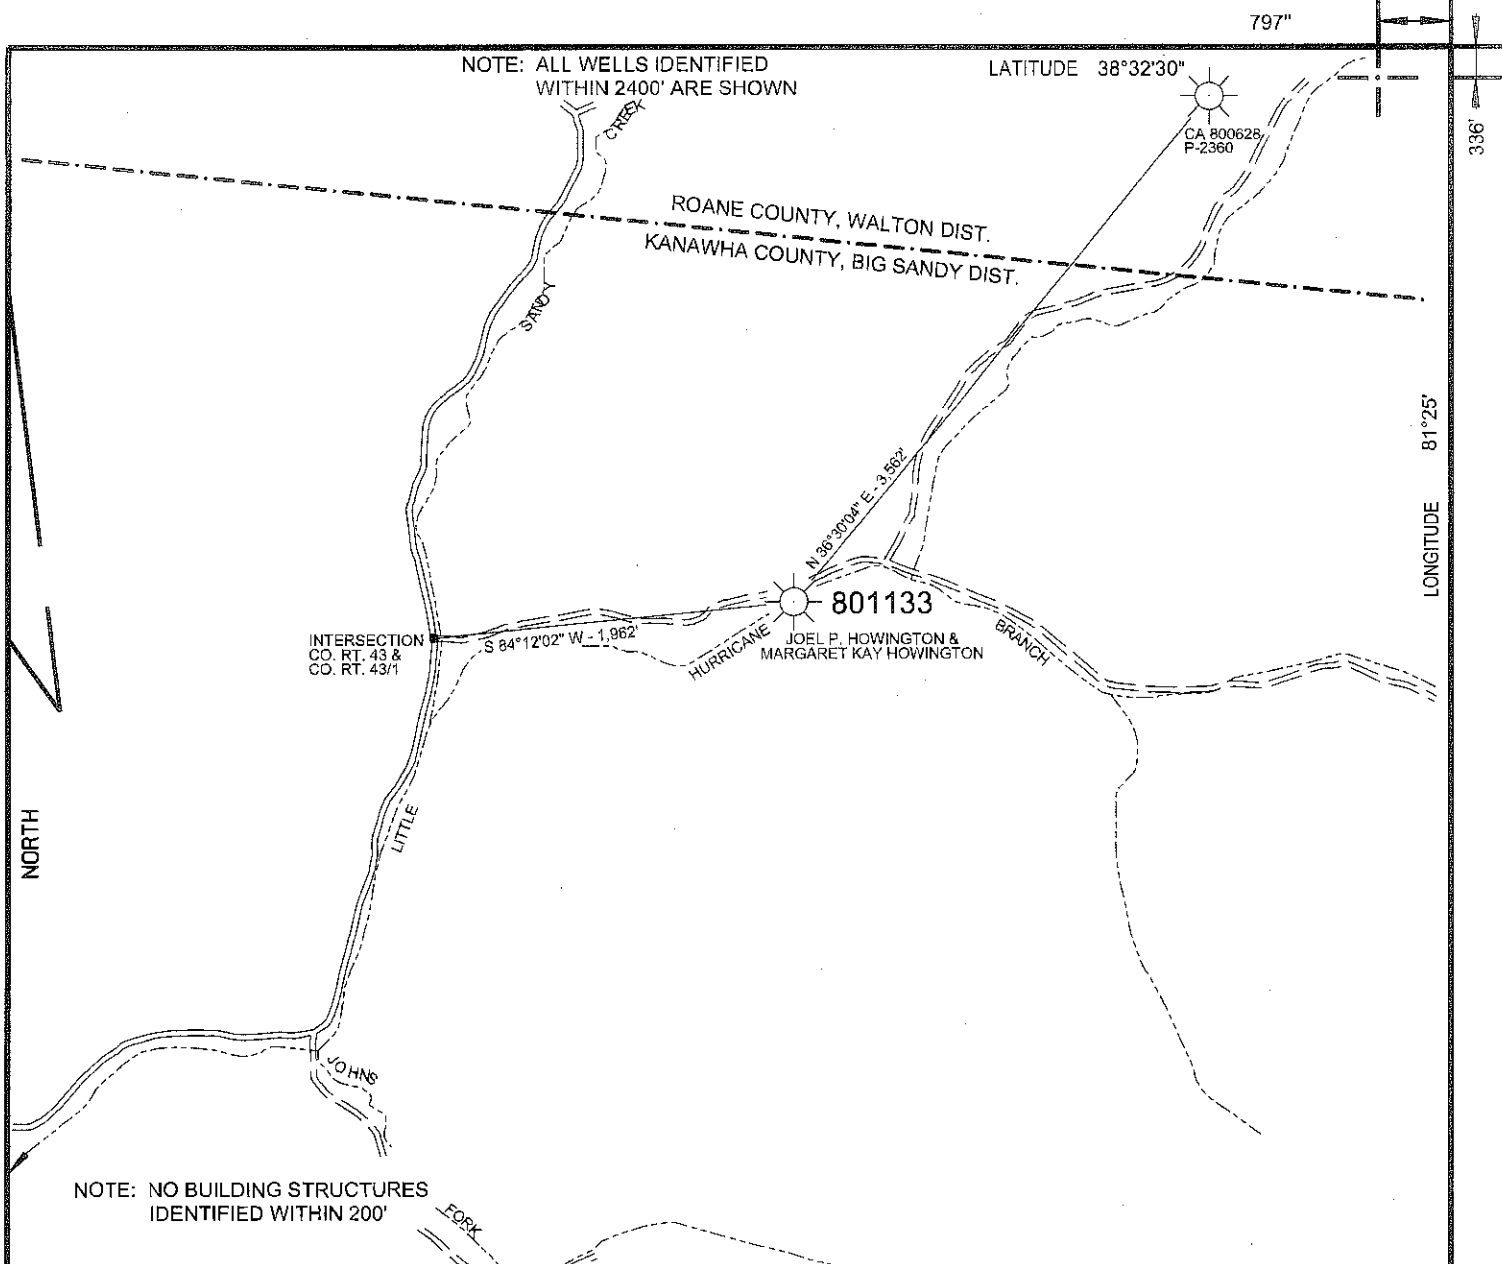 797"
NOTE: ALL WELLS IDENTIFIED
WITHIN 2400' ARE SHOWN
LATITUDE 38°32'30"
336'
CREEK
CA 800628
P-2360
ROANE COUNTY, WALTON DIST.
KANAWHA COUNTY, BIG SANDY DIST.
SANDY
LONGITUDE 81°25'
N 36°30'04" E - 3,562'
801133
INTERSECTION
CO. RT. 43 &
CO. RT. 43/1
S 84°12'02" W - 1,962'
HURRICANE
JOEL P. HOWINGTON &
MARGARET KAY HOWINGTON
BRANCH
LITTLE
NORTH
JOHNS
NOTE: NO BUILDING STRUCTURES
IDENTIFIED WITHIN 200'
FORK